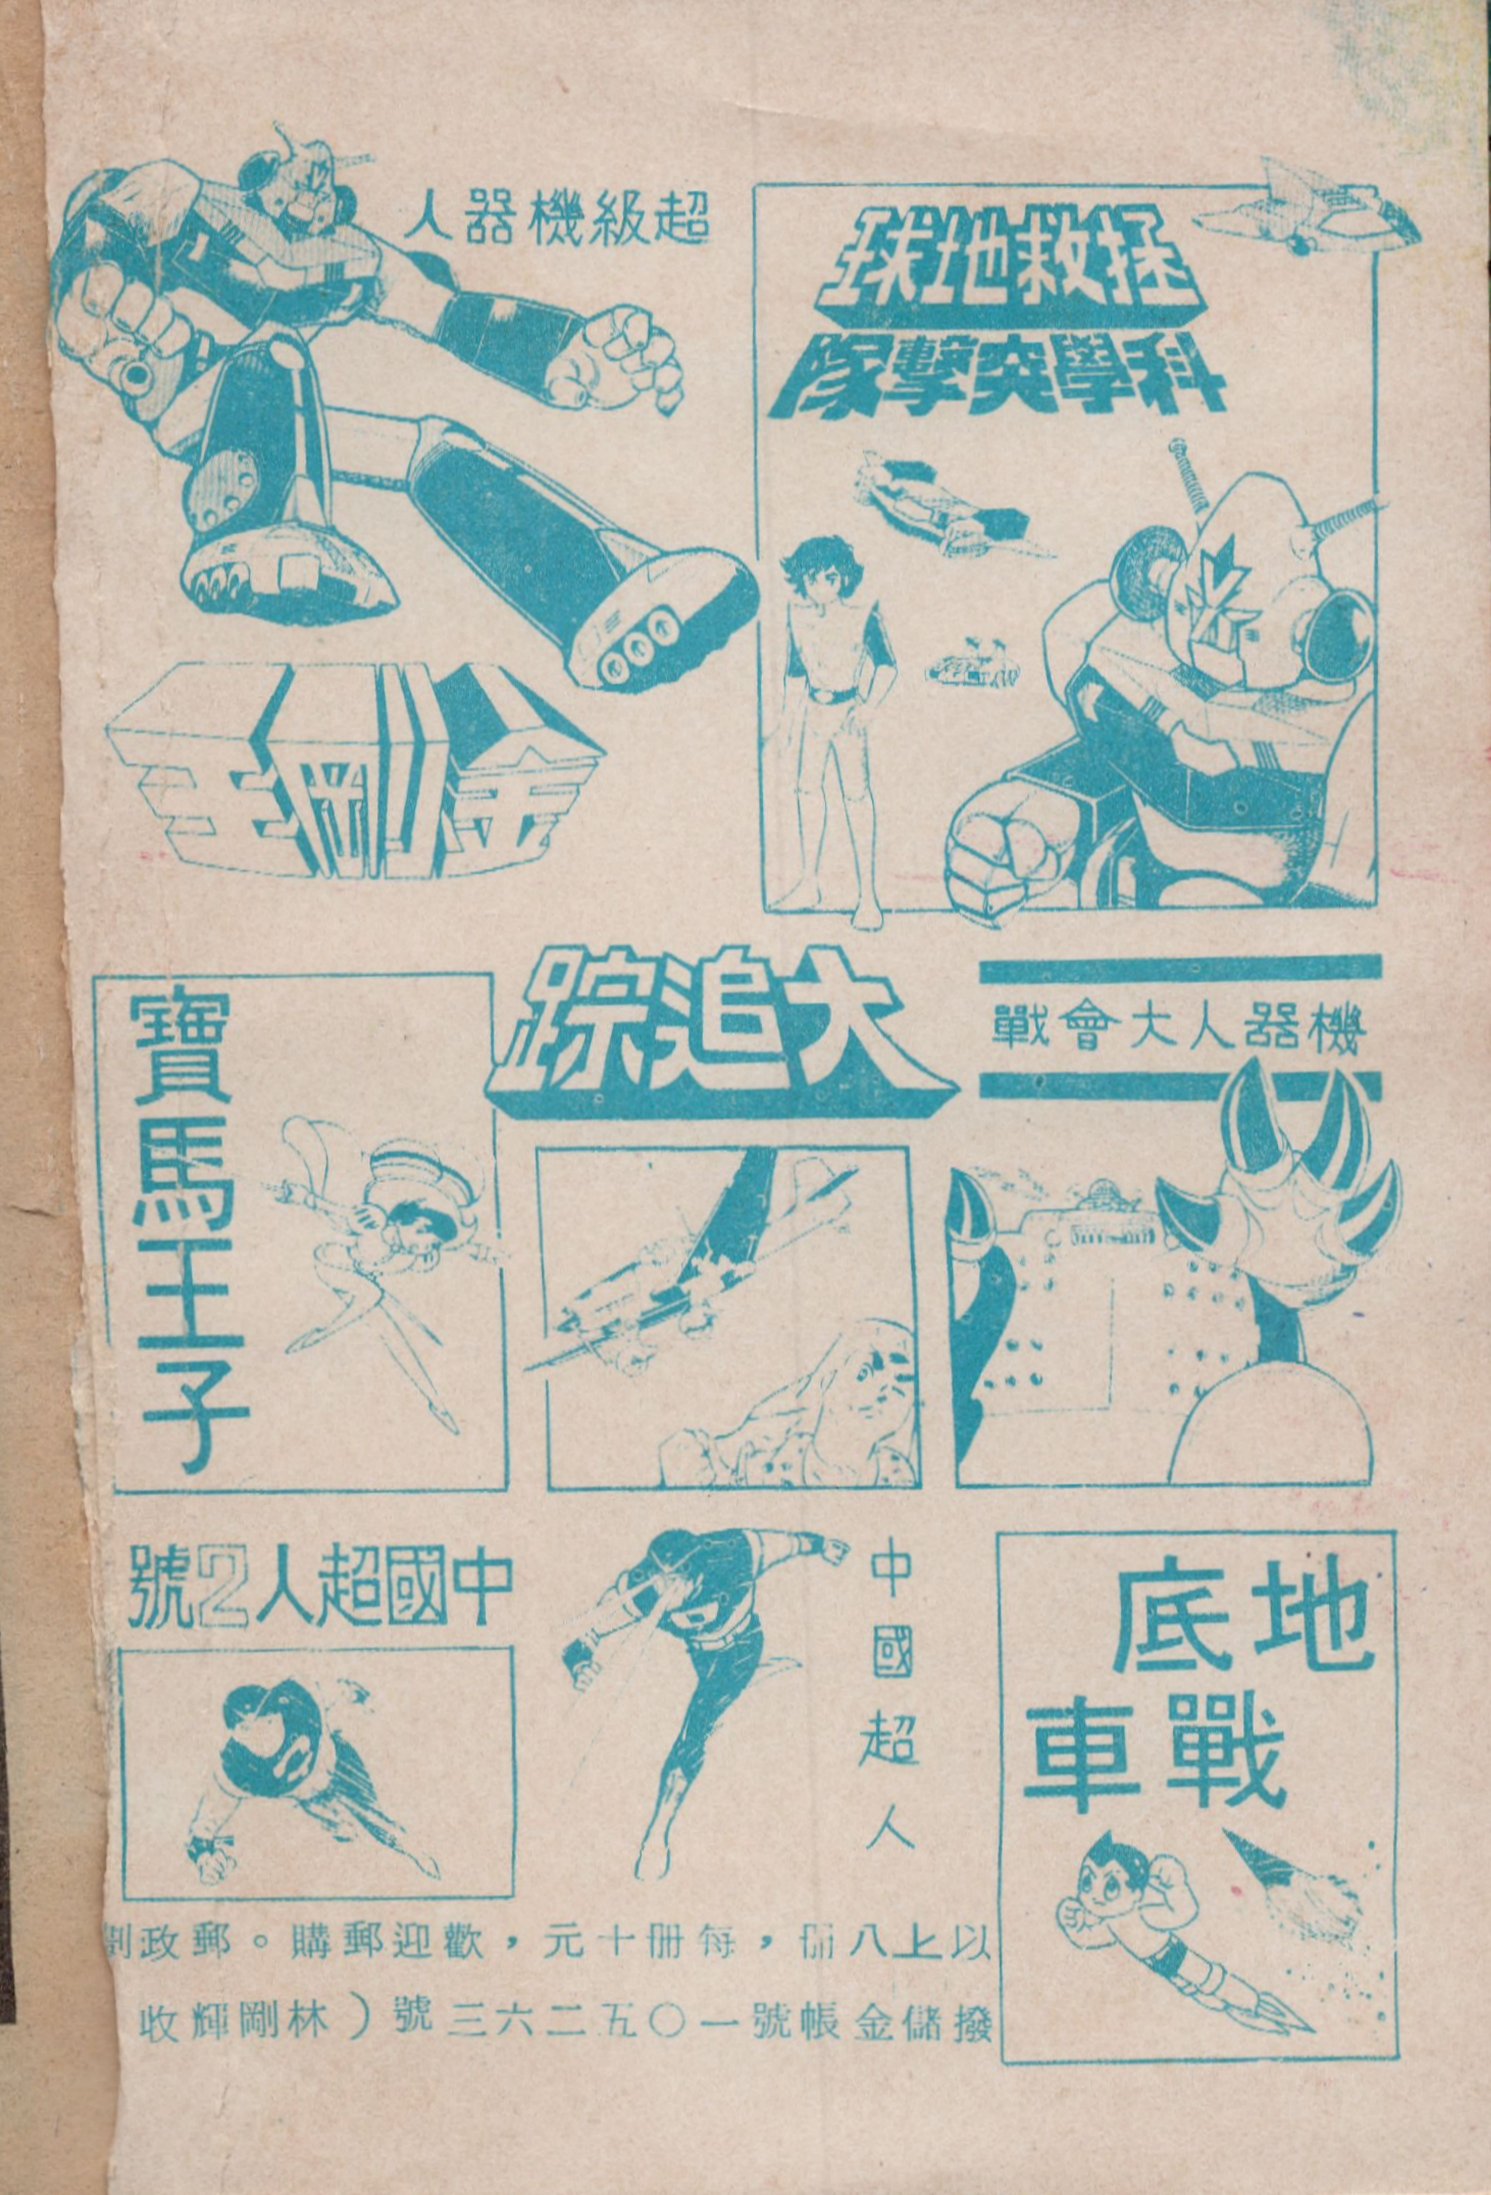 拯救地球
科學突擊隊
超級機器人
金剛王
機器人大會戰
大追踪
寶馬王子
地底
戰車
中國超人
中國超人2號
以上八冊，每冊十元，歡迎郵購。郵政劃
撥儲金帳號一〇五二六三號）林剛輝收